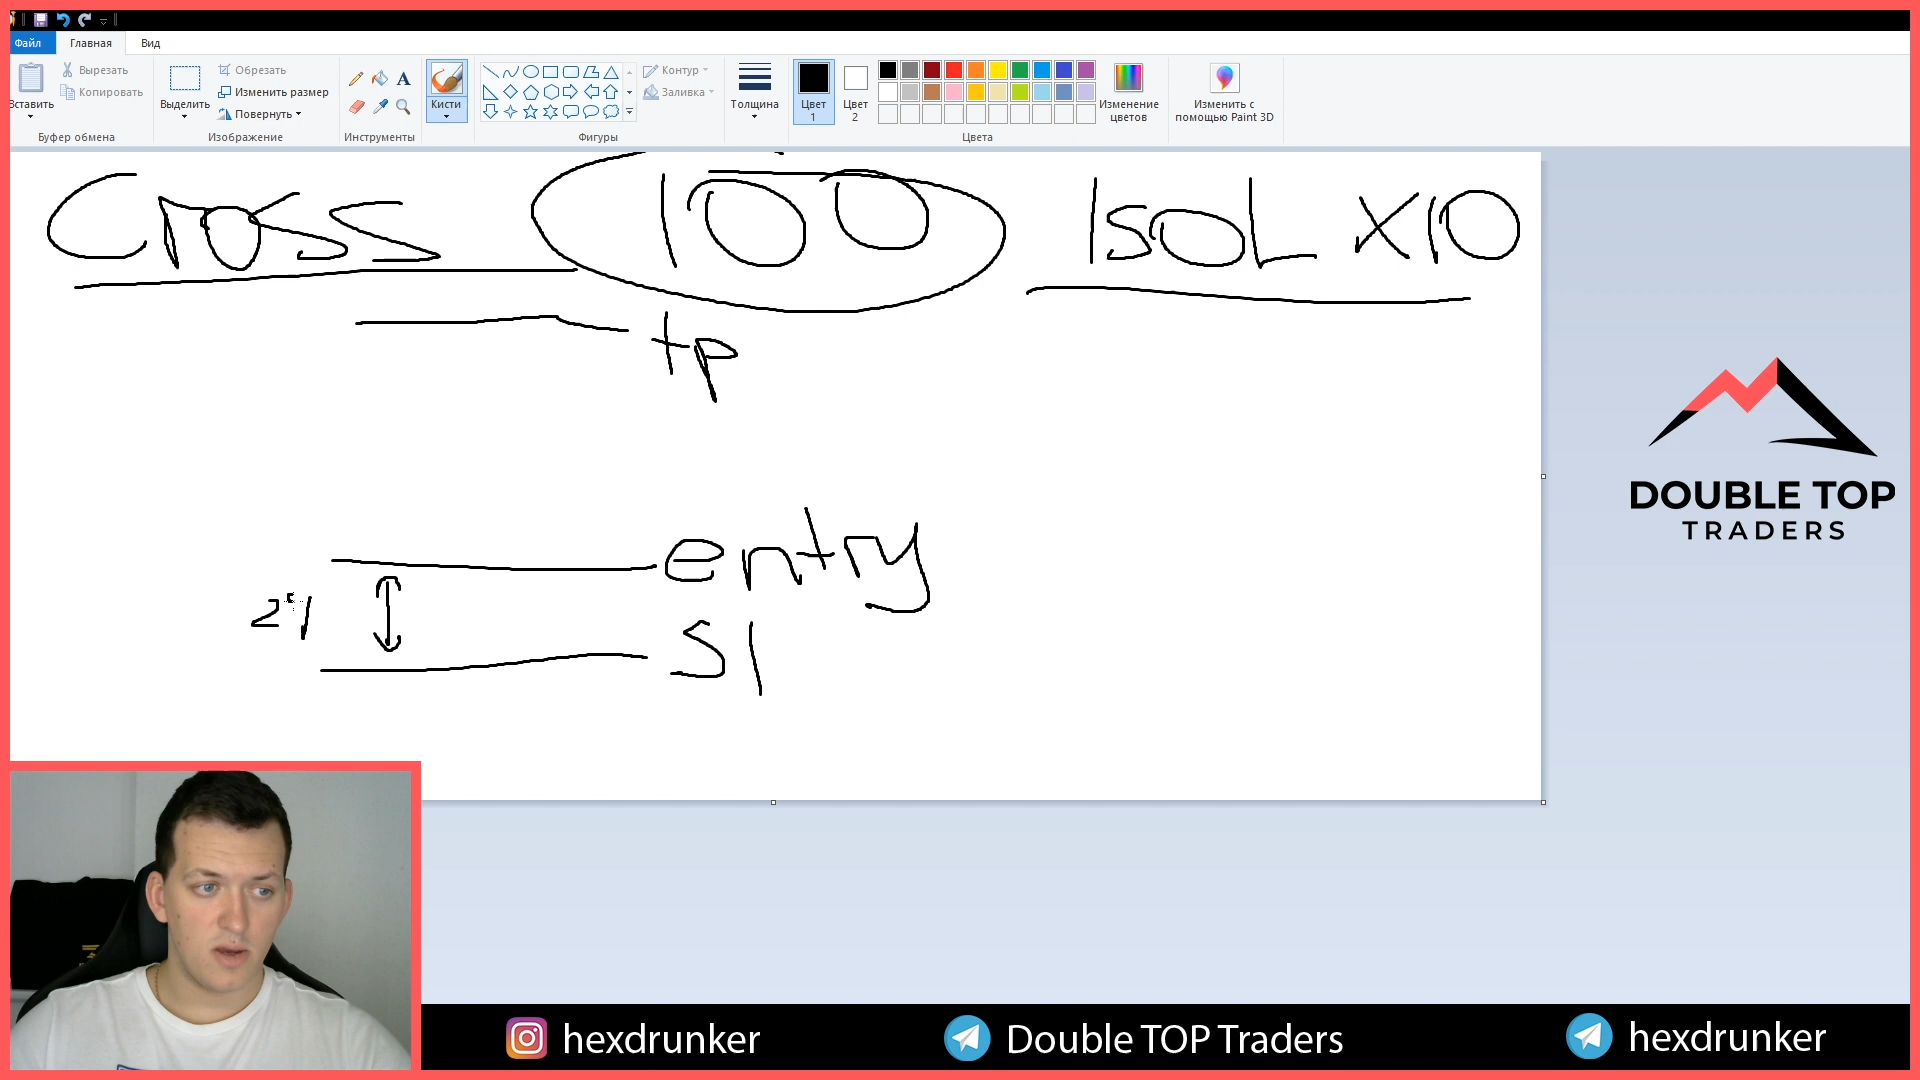 Файл Главная Вид
Вставить
Вырезать
Копировать
Буфер обмена
Выделить
Обрезать
Изменить размер
Повернуть
Изображение
A
Инструменты
Кисти
Контур
Заливка
Фигуры
Толщина
Цвет
1
Цвет
2
Изменение
цветов
Цвета
Изменить с
помощью Paint 3D
Cross 100 Isol x10
tp
entry
2%
sl
DOUBLE TOP
TRADERS
hexdrunker Double TOP Traders hexdrunker